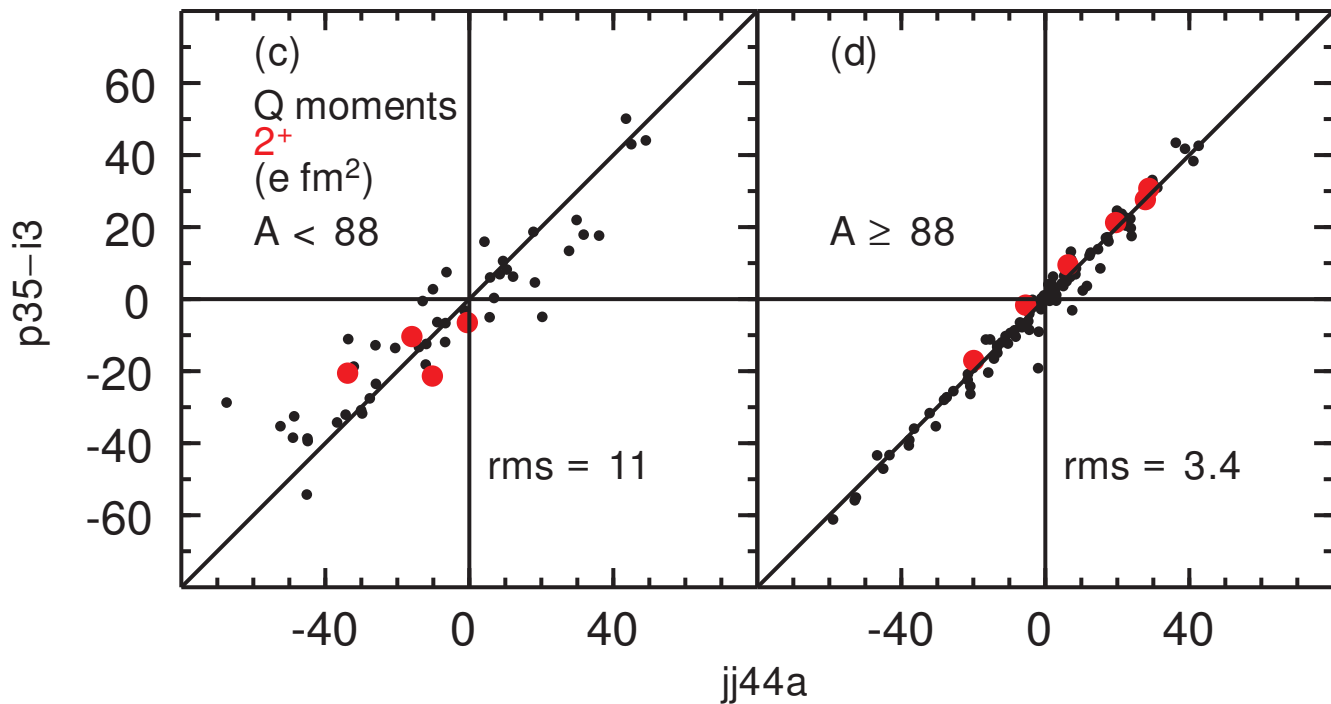 (c)
Q moments
2⁺
(e fm²)
A < 88
rms = 11
(d)
A ≥ 88
rms = 3.4
60
40
20
0
-20
-40
-60
p35−i3
-40 0 40
-40 0 40
jj44a